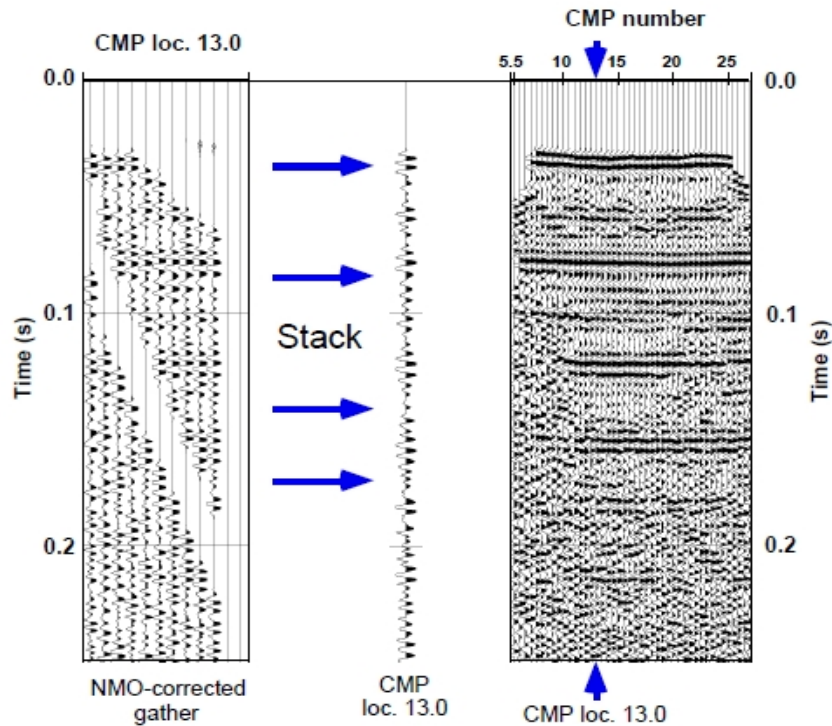 CMP number
CMP loc. 13.0
5.5 10 15 20 25
0.0
0.0
Time (s)
0.1
Stack
0.1
Time (s)
0.2
0.2
NMO-corrected
gather
CMP
loc. 13.0
CMP loc. 13.0